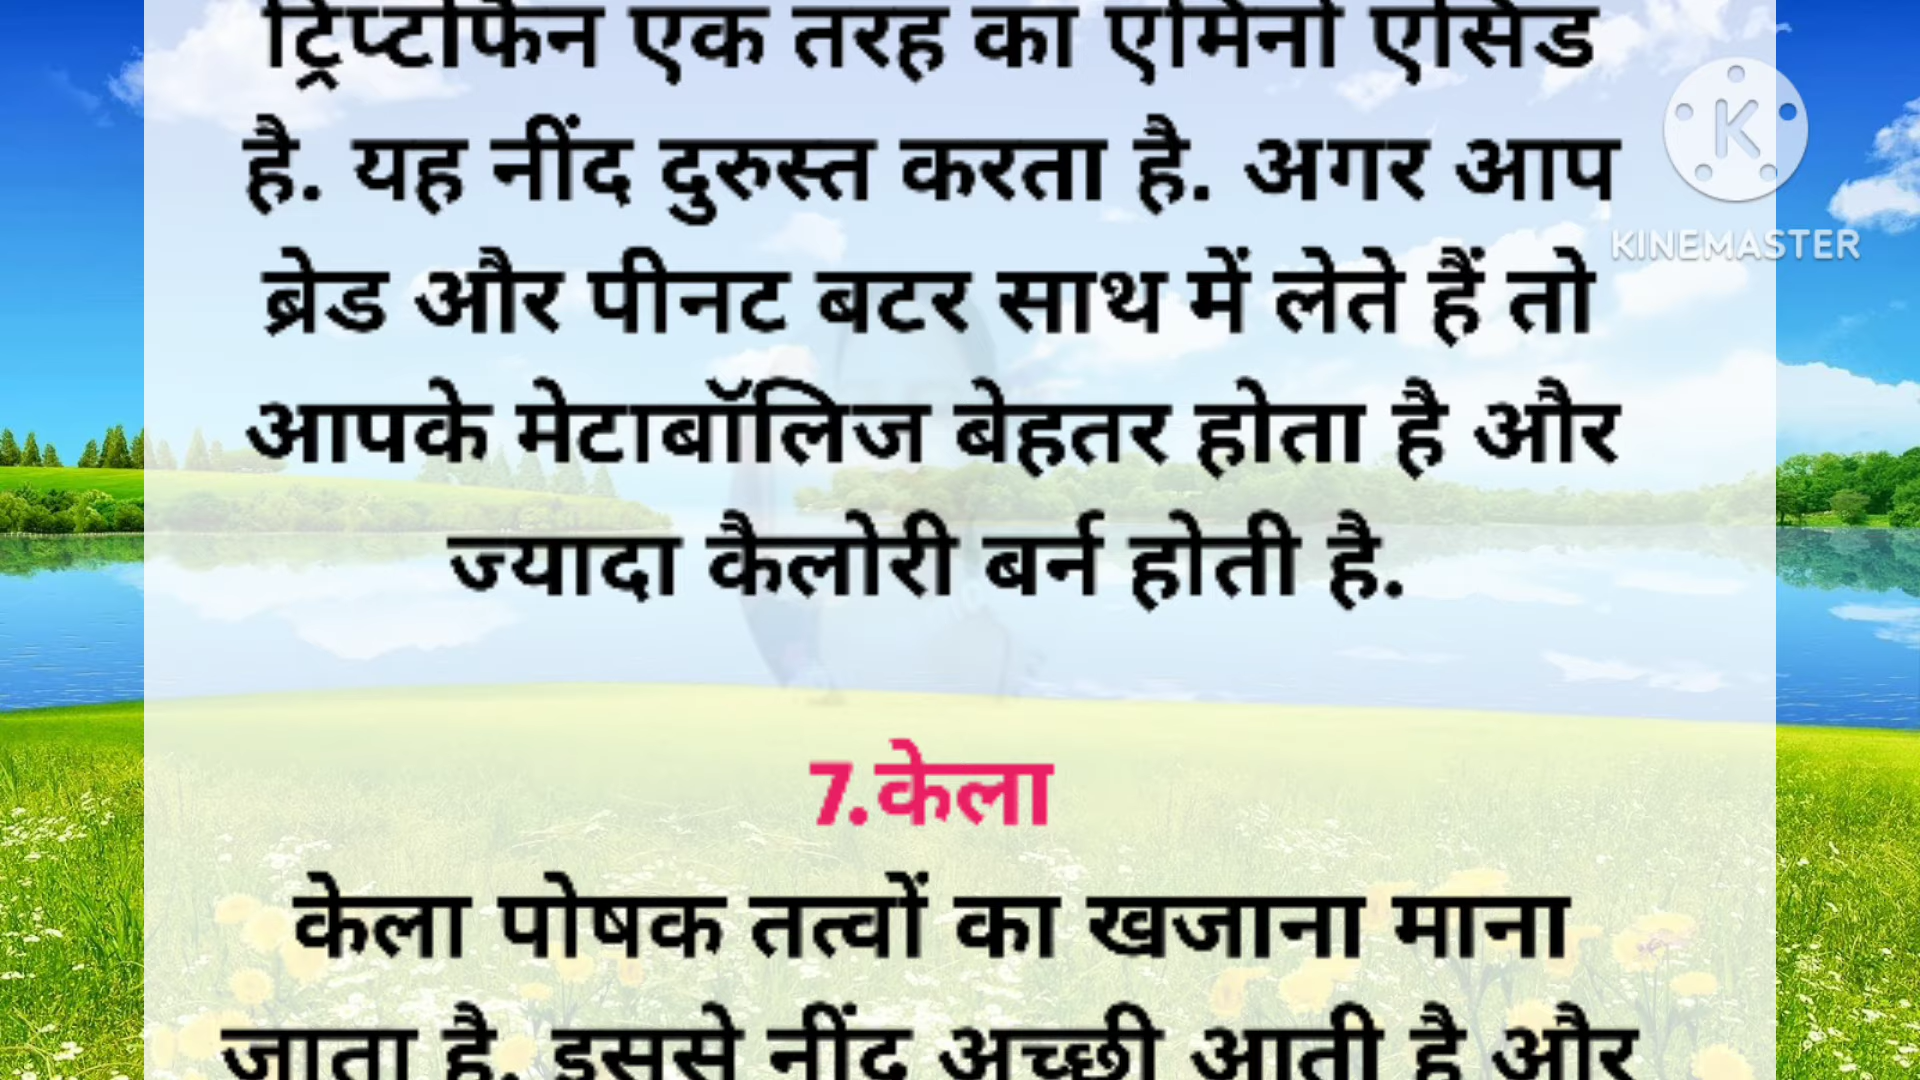 ट्रिप्टोफैन एक तरह का एमिनो एसिड
है. यह नींद दुरुस्त करता है. अगर आप
ब्रेड और पीनट बटर साथ में लेते हैं तो
आपके मेटाबॉलिज बेहतर होता है और
ज्यादा कैलोरी बर्न होती है.
7.केला
केला पोषक तत्वों का खजाना माना
जाता है. इससे नींद अच्छी आती है और
K
KINEMASTER